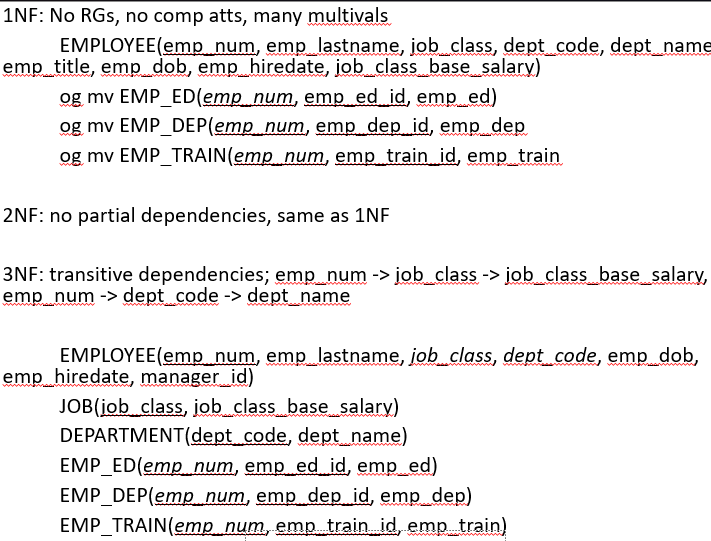 1NF: No RGs, no comp atts, many multivals
EMPLOYEE(emp_num, emp_lastname, job_class, dept_code, dept_name
emp_title, emp_dob, emp_hiredate, job_class_base_salary)
og mv EMP_ED(emp_num, emp_ed_id, emp_ed)
og mv EMP_DEP(emp_num, emp_dep_id, emp_dep
og mv EMP_TRAIN(emp_num, emp_train_id, emp_train
2NF: no partial dependencies, same as 1NF
3NF: transitive dependencies; emp_num -> job_class -> job_class_base_salary,
emp_num -> dept_code -> dept_name
EMPLOYEE(emp_num, emp_lastname, job_class, dept_code, emp_dob,
emp_hiredate, manager_id)
JOB(job_class, job_class_base_salary)
DEPARTMENT(dept_code, dept_name)
EMP_ED(emp_num, emp_ed_id, emp_ed)
EMP_DEP(emp_num, emp_dep_id, emp_dep)
EMP_TRAIN(emp_num, emp_train_id, emp_train)